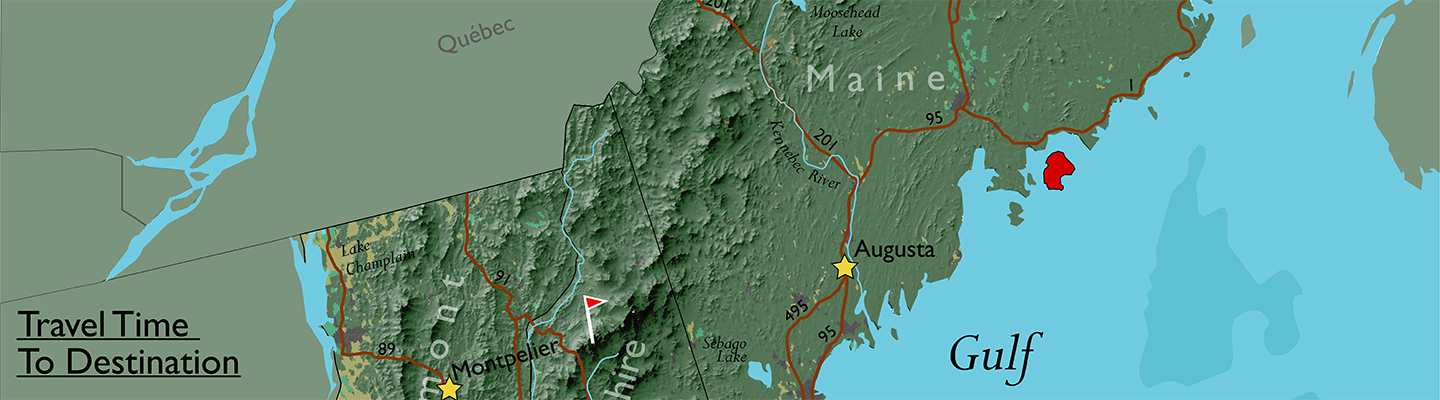 201
Moosehead
Lake
Québec
Maine
1
95
201
Kennebec River
Lake
Champlain
Augusta
91
mont
495
95
Travel Time
To Destination
89
Montpelier
Sebago
Lake
Gulf
hire